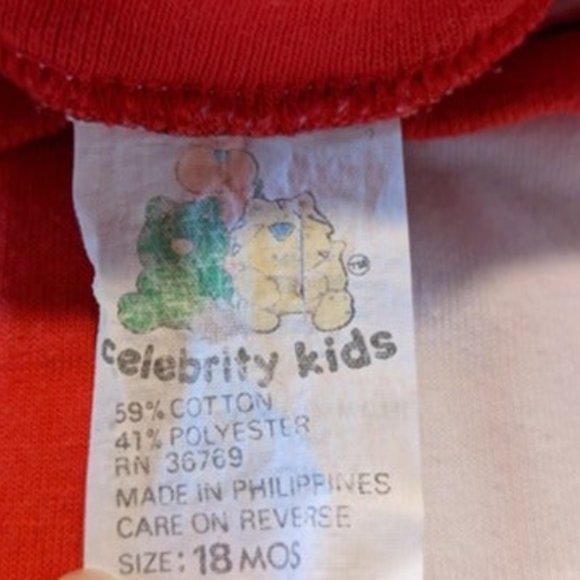 celebrity kids
59% COTTON
41% POLYESTER
RN 36769
MADE IN PHILIPPINES
CARE ON REVERSE
SIZE: 18 MOS